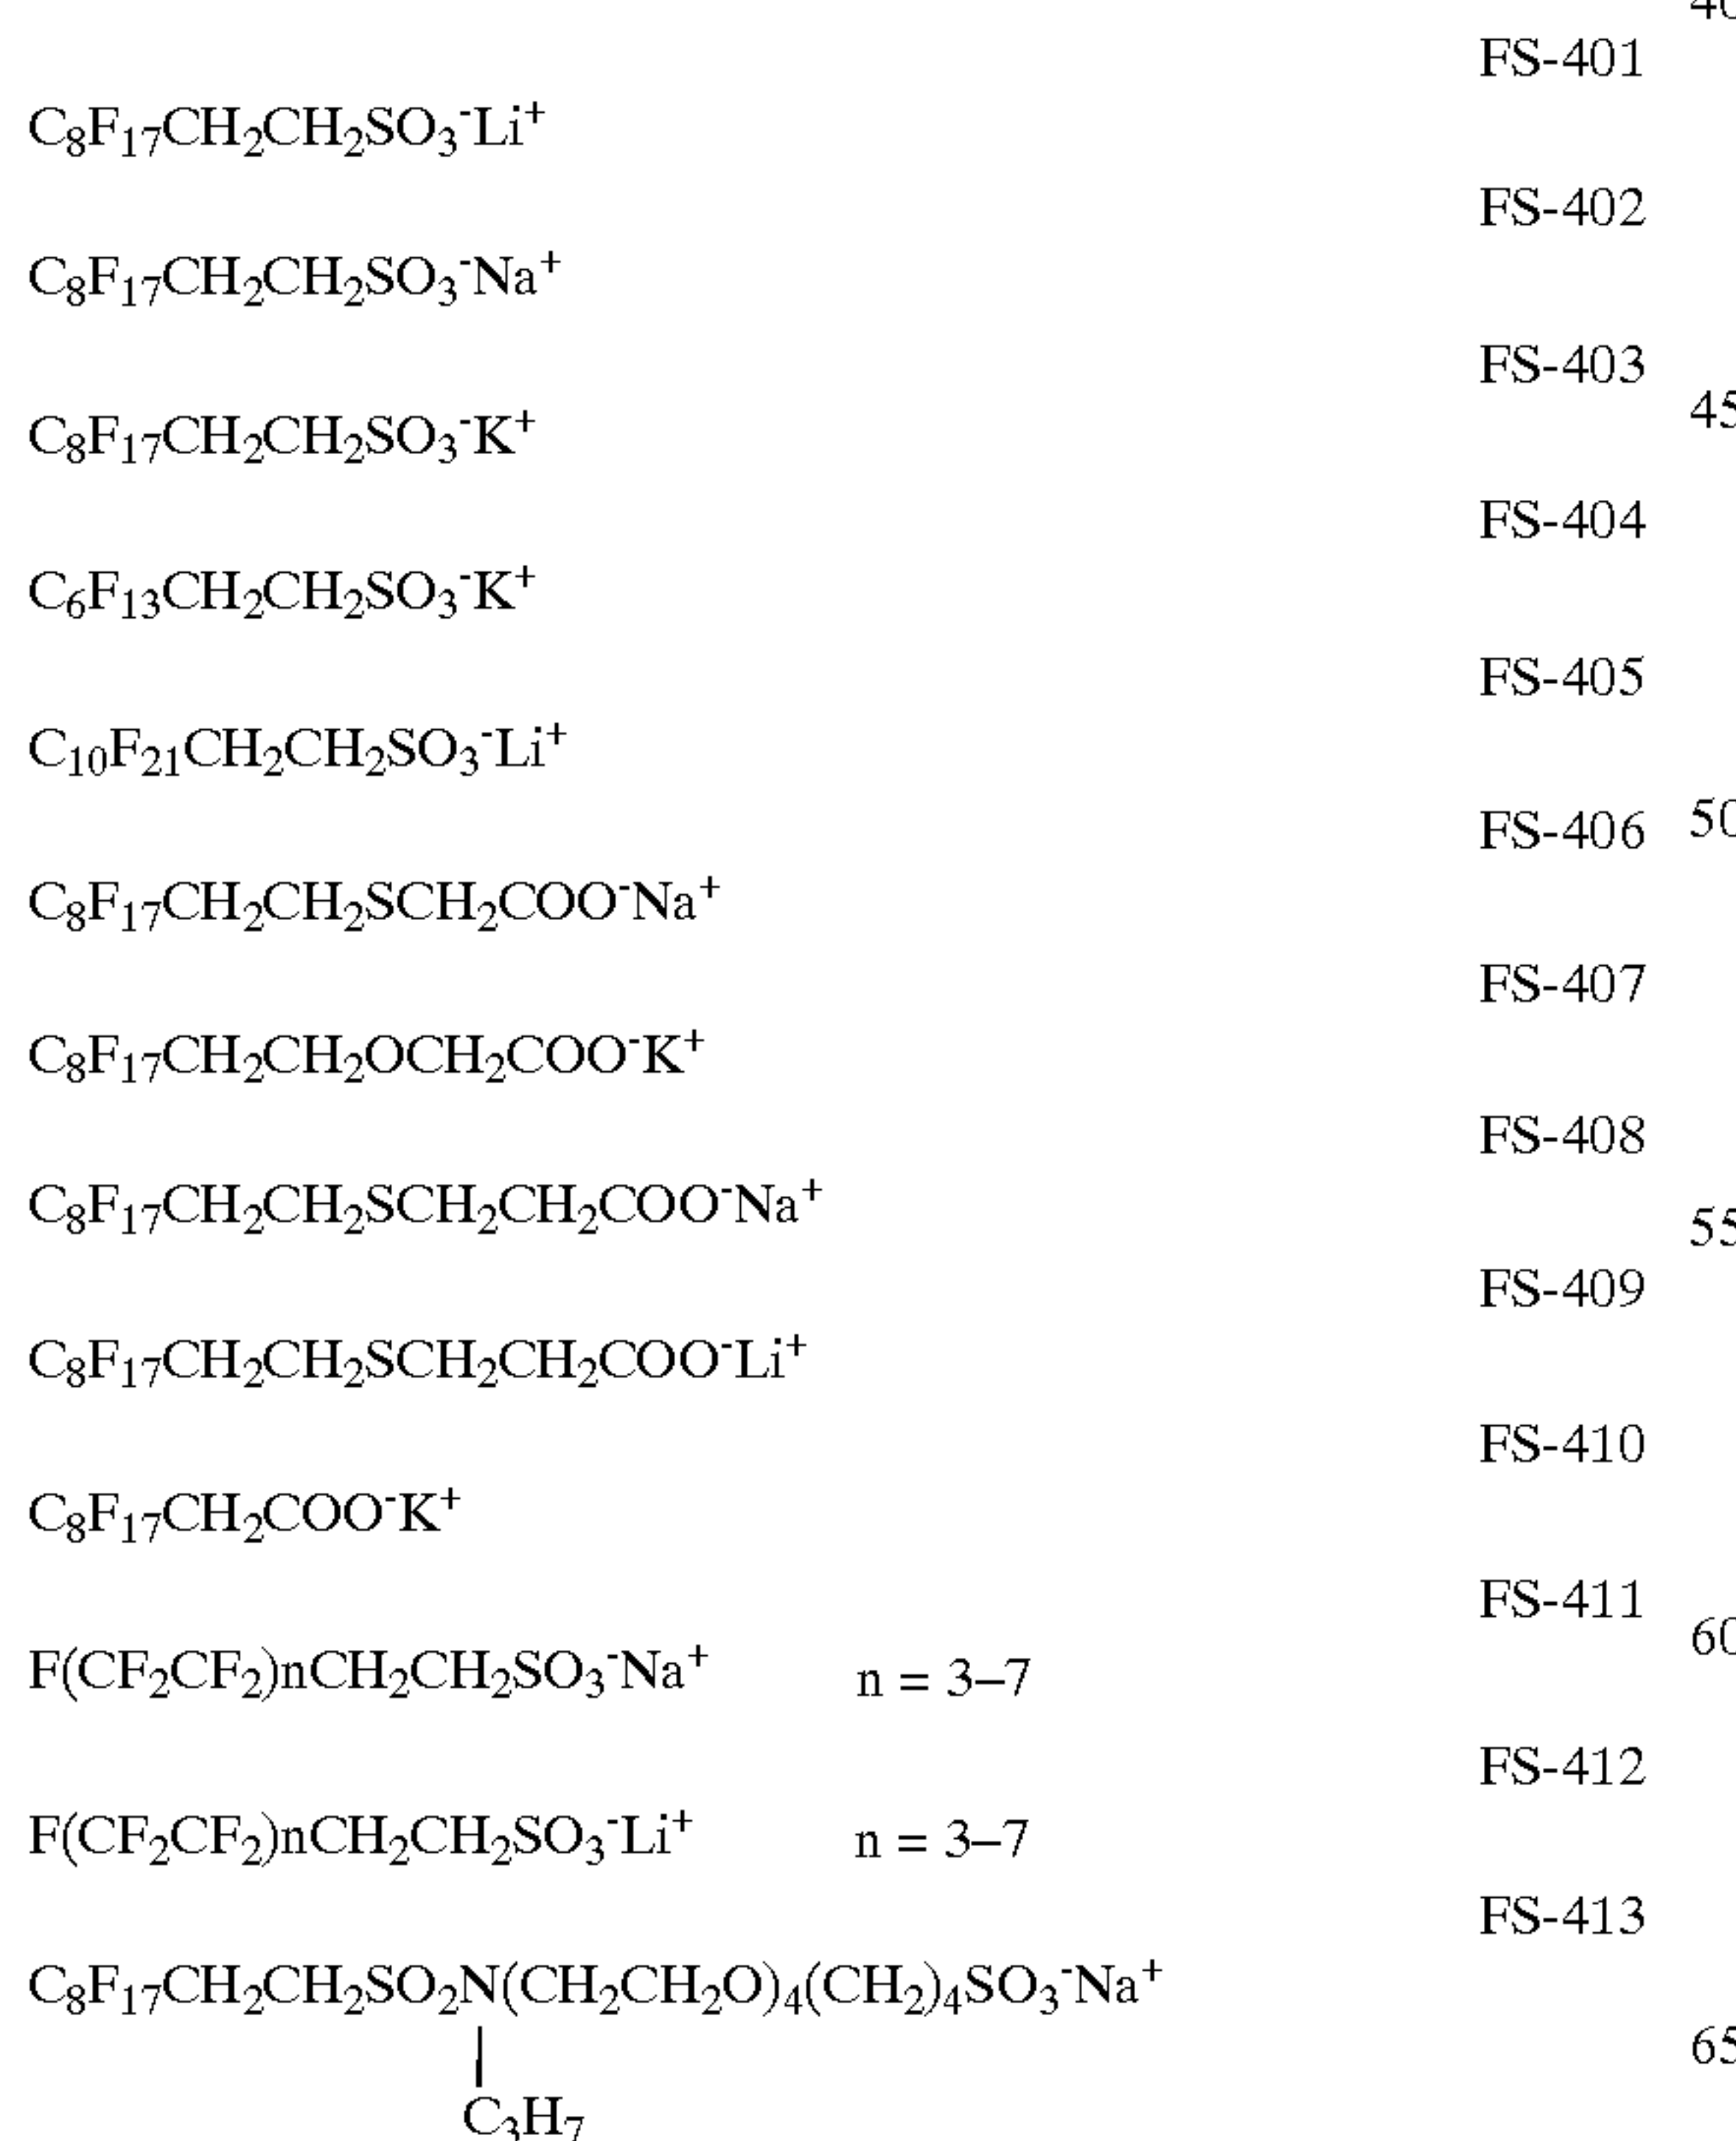 40
FS-401
C₈F₁₇CH₂CH₂SO₃⁻Li⁺
FS-402
C₈F₁₇CH₂CH₂SO₃⁻Na⁺
FS-403
45
C₈F₁₇CH₂CH₂SO₃⁻K⁺
FS-404
C₆F₁₃CH₂CH₂SO₃⁻K⁺
FS-405
C₁₀F₂₁CH₂CH₂SO₃⁻Li⁺
FS-406 50
C₈F₁₇CH₂CH₂SCH₂COO⁻Na⁺
FS-407
C₈F₁₇CH₂CH₂OCH₂COO⁻K⁺
FS-408
C₈F₁₇CH₂CH₂SCH₂CH₂COO⁻Na⁺
55
FS-409
C₈F₁₇CH₂CH₂SCH₂CH₂COO⁻Li⁺
FS-410
C₈F₁₇CH₂COO⁻K⁺
FS-411
60
F(CF₂CF₂)nCH₂CH₂SO₃⁻Na⁺ n = 3–7
FS-412
F(CF₂CF₂)nCH₂CH₂SO₃⁻Li⁺ n = 3–7
FS-413
C₈F₁₇CH₂CH₂SO₂N(CH₂CH₂O)₄(CH₂)₄SO₃⁻Na⁺
65
C₃H₇